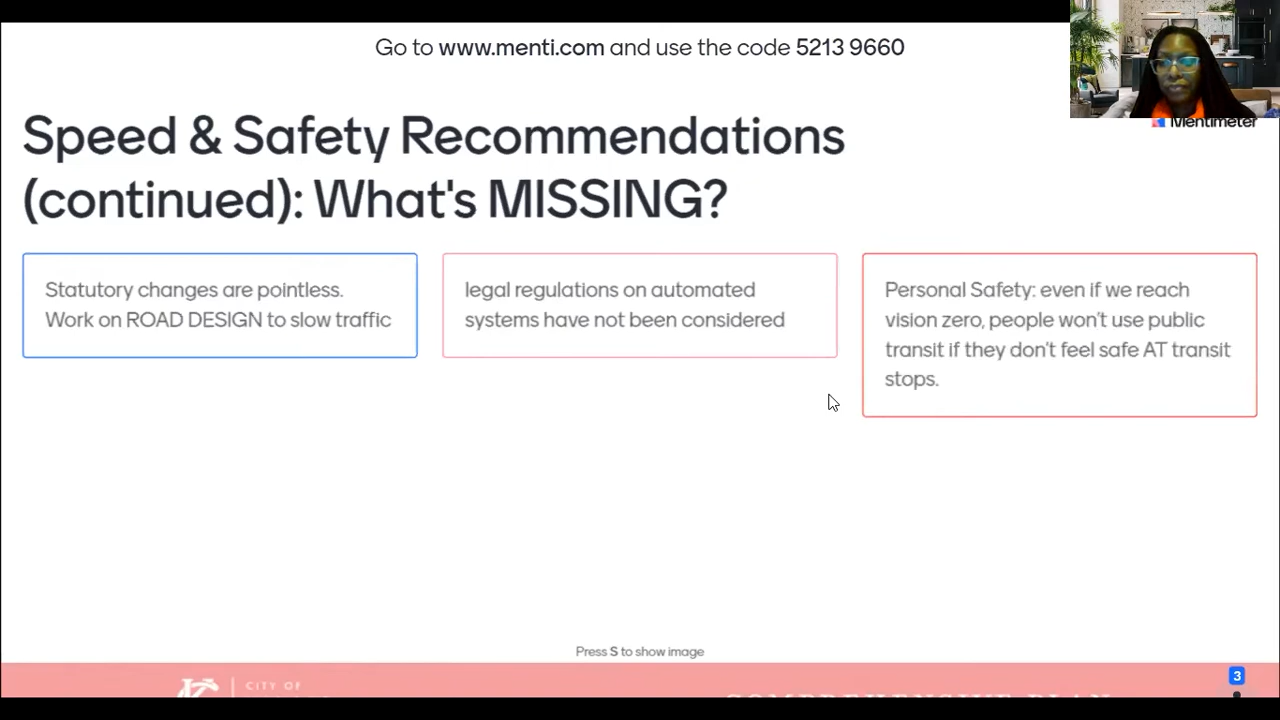 Go to www.menti.com and use the code 5213 9660
Mentimeter
Speed & Safety Recommendations
(continued): What's MISSING?
Statutory changes are pointless.
Work on ROAD DESIGN to slow traffic
legal regulations on automated
systems have not been considered
Personal Safety: even if we reach
vision zero, people won't use public
transit if they don't feel safe AT transit
stops.
Press S to show image
3
CITY OF
COMPREHENSIVE PLAN